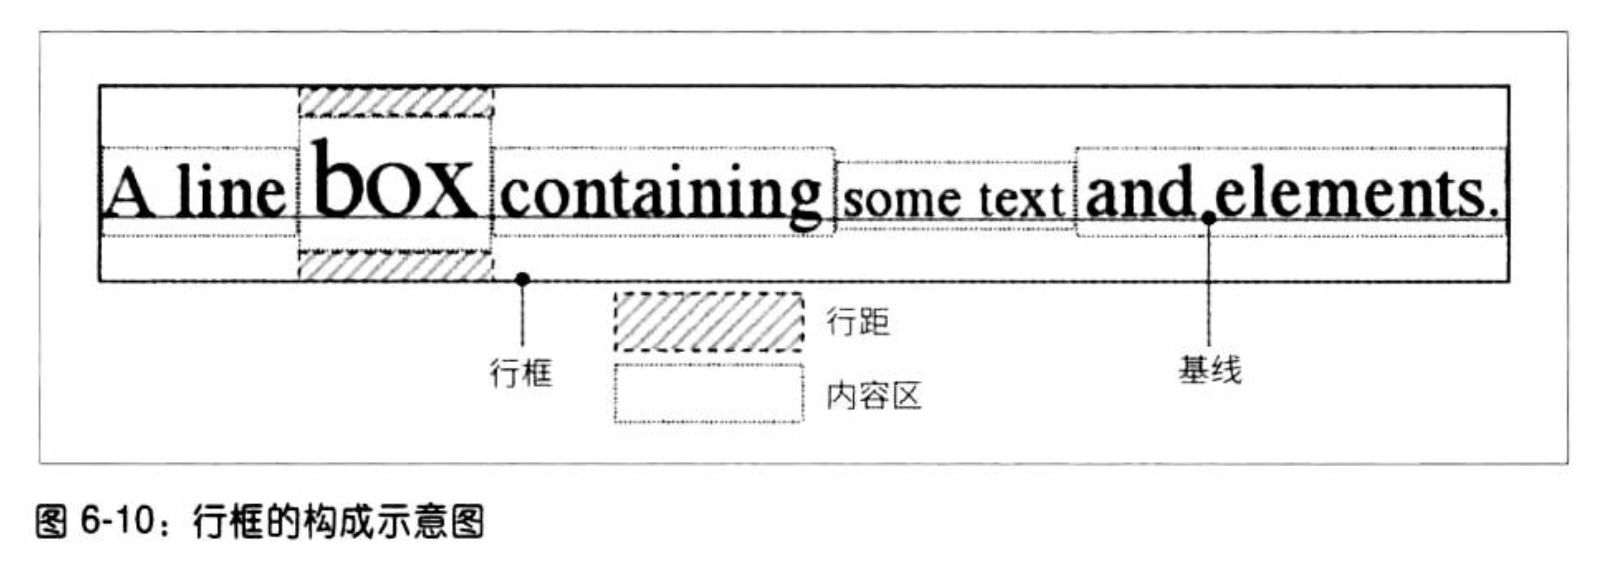 A line box containing some text and elements.
行距
行框
基线
内容区
图 6-10：行框的构成示意图